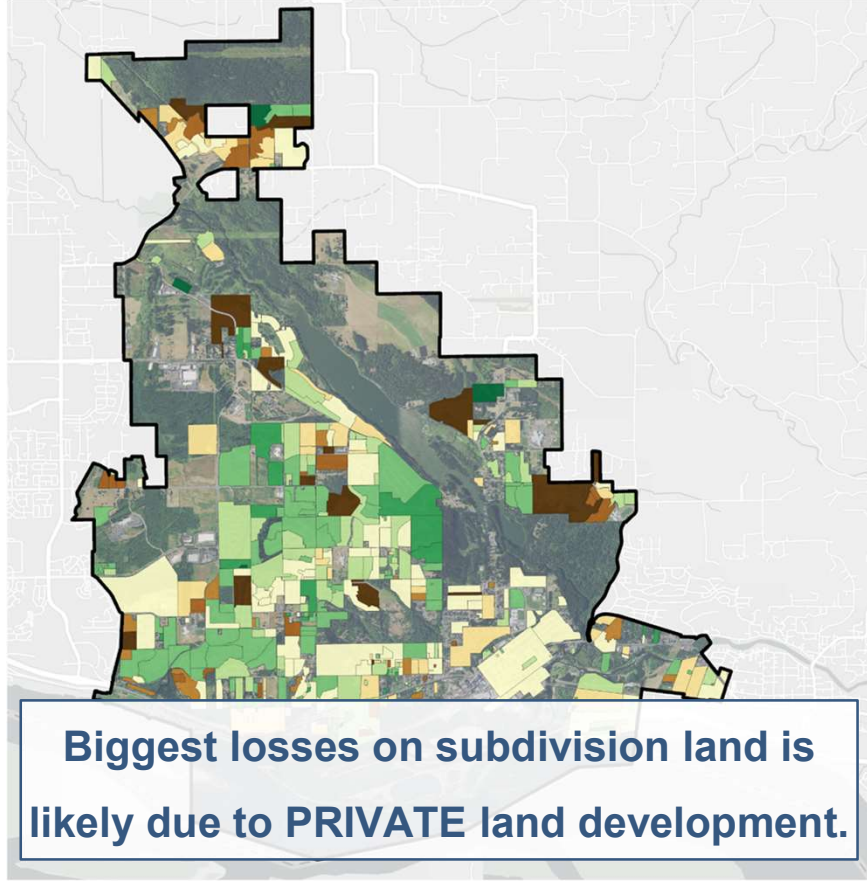 Biggest losses on subdivision land is
likely due to PRIVATE land development.